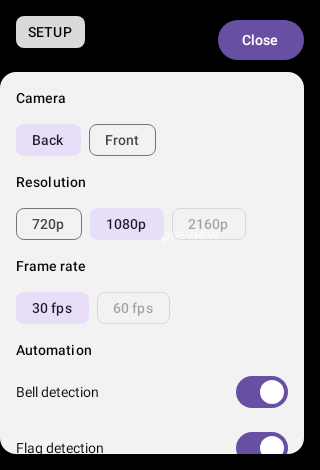 SETUP
Close
Camera
Back
Front
Resolution
720p
1080p
2160p
preview
Frame rate
30 fps
60 fps
Automation
Bell detection
Flag detection